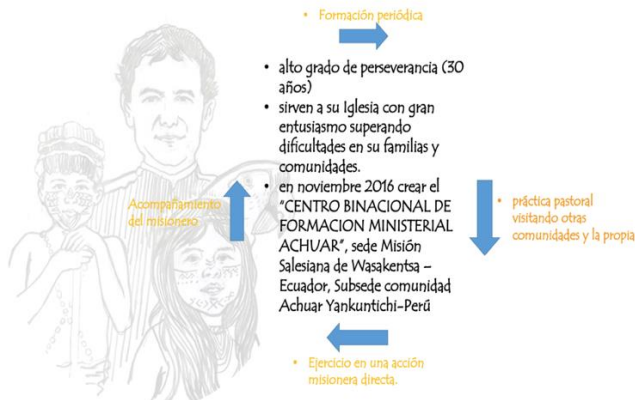 • Formación periódica
• alto grado de perseverancia (30
años)
• sirven a su Iglesia con gran
entusiasmo superando
dificultades en su familias y
comunidades.
• en noviembre 2016 crear el
“CENTRO BINACIONAL DE
FORMACION MINISTERIAL
ACHUAR”, sede Misión
Salesiana de Wasakentsa –
Ecuador, Subsede comunidad
Achuar Yankuntichi-Perú
Acompañamiento
del misionero
• práctica pastoral
visitando otras
comunidades y la propia
• Ejercicio en una acción
misionera directa.